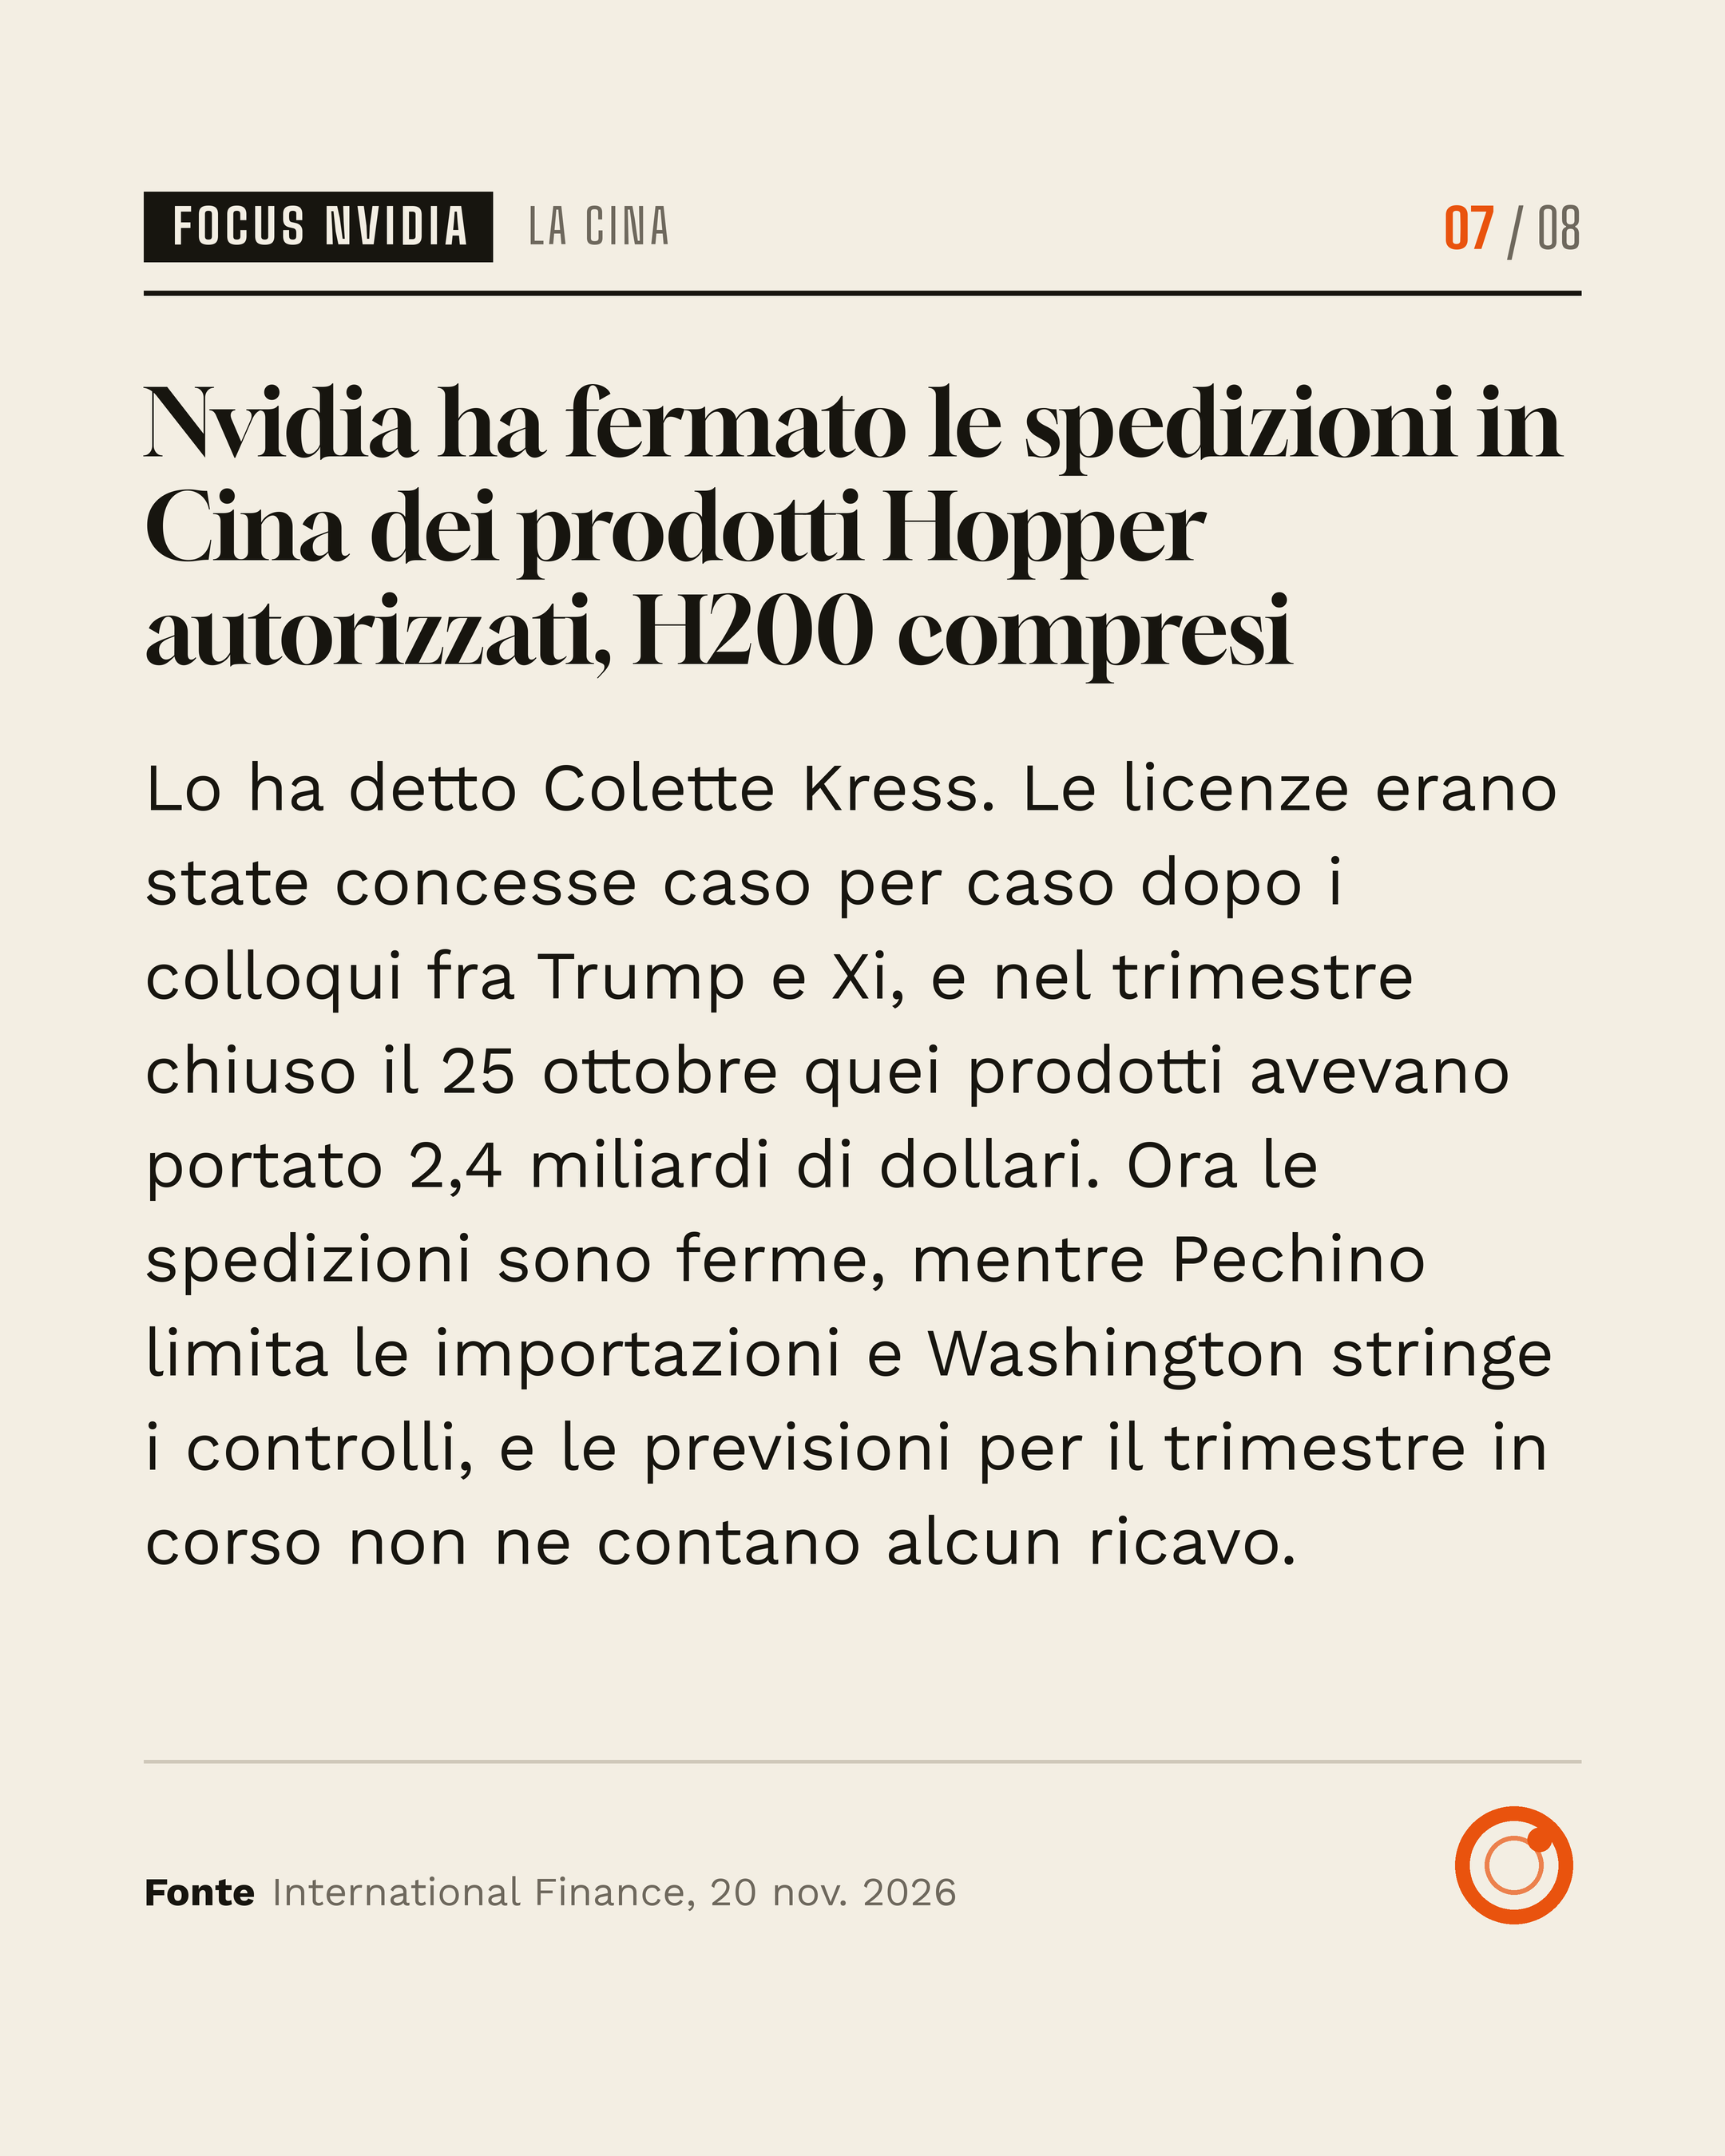 FOCUS NVIDIA LA CINA 07 / 08
Nvidia ha fermato le spedizioni in
Cina dei prodotti Hopper
autorizzati, H200 compresi
Lo ha detto Colette Kress. Le licenze erano
state concesse caso per caso dopo i
colloqui fra Trump e Xi, e nel trimestre
chiuso il 25 ottobre quei prodotti avevano
portato 2,4 miliardi di dollari. Ora le
spedizioni sono ferme, mentre Pechino
limita le importazioni e Washington stringe
i controlli, e le previsioni per il trimestre in
corso non ne contano alcun ricavo.
Fonte International Finance, 20 nov. 2026